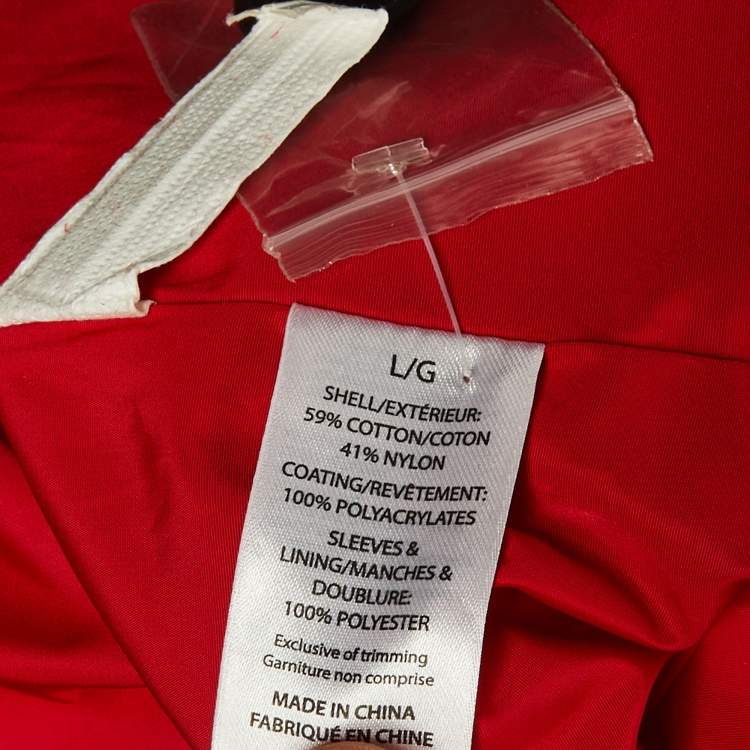 L/G
SHELL/EXTÉRIEUR:
59% COTTON/COTON
41% NYLON
COATING/REVÊTEMENT:
100% POLYACRYLATES
SLEEVES &
LINING/MANCHES &
DOUBLURE:
100% POLYESTER
Exclusive of trimming
Garniture non comprise
MADE IN CHINA
FABRIQUÉ EN CHINE